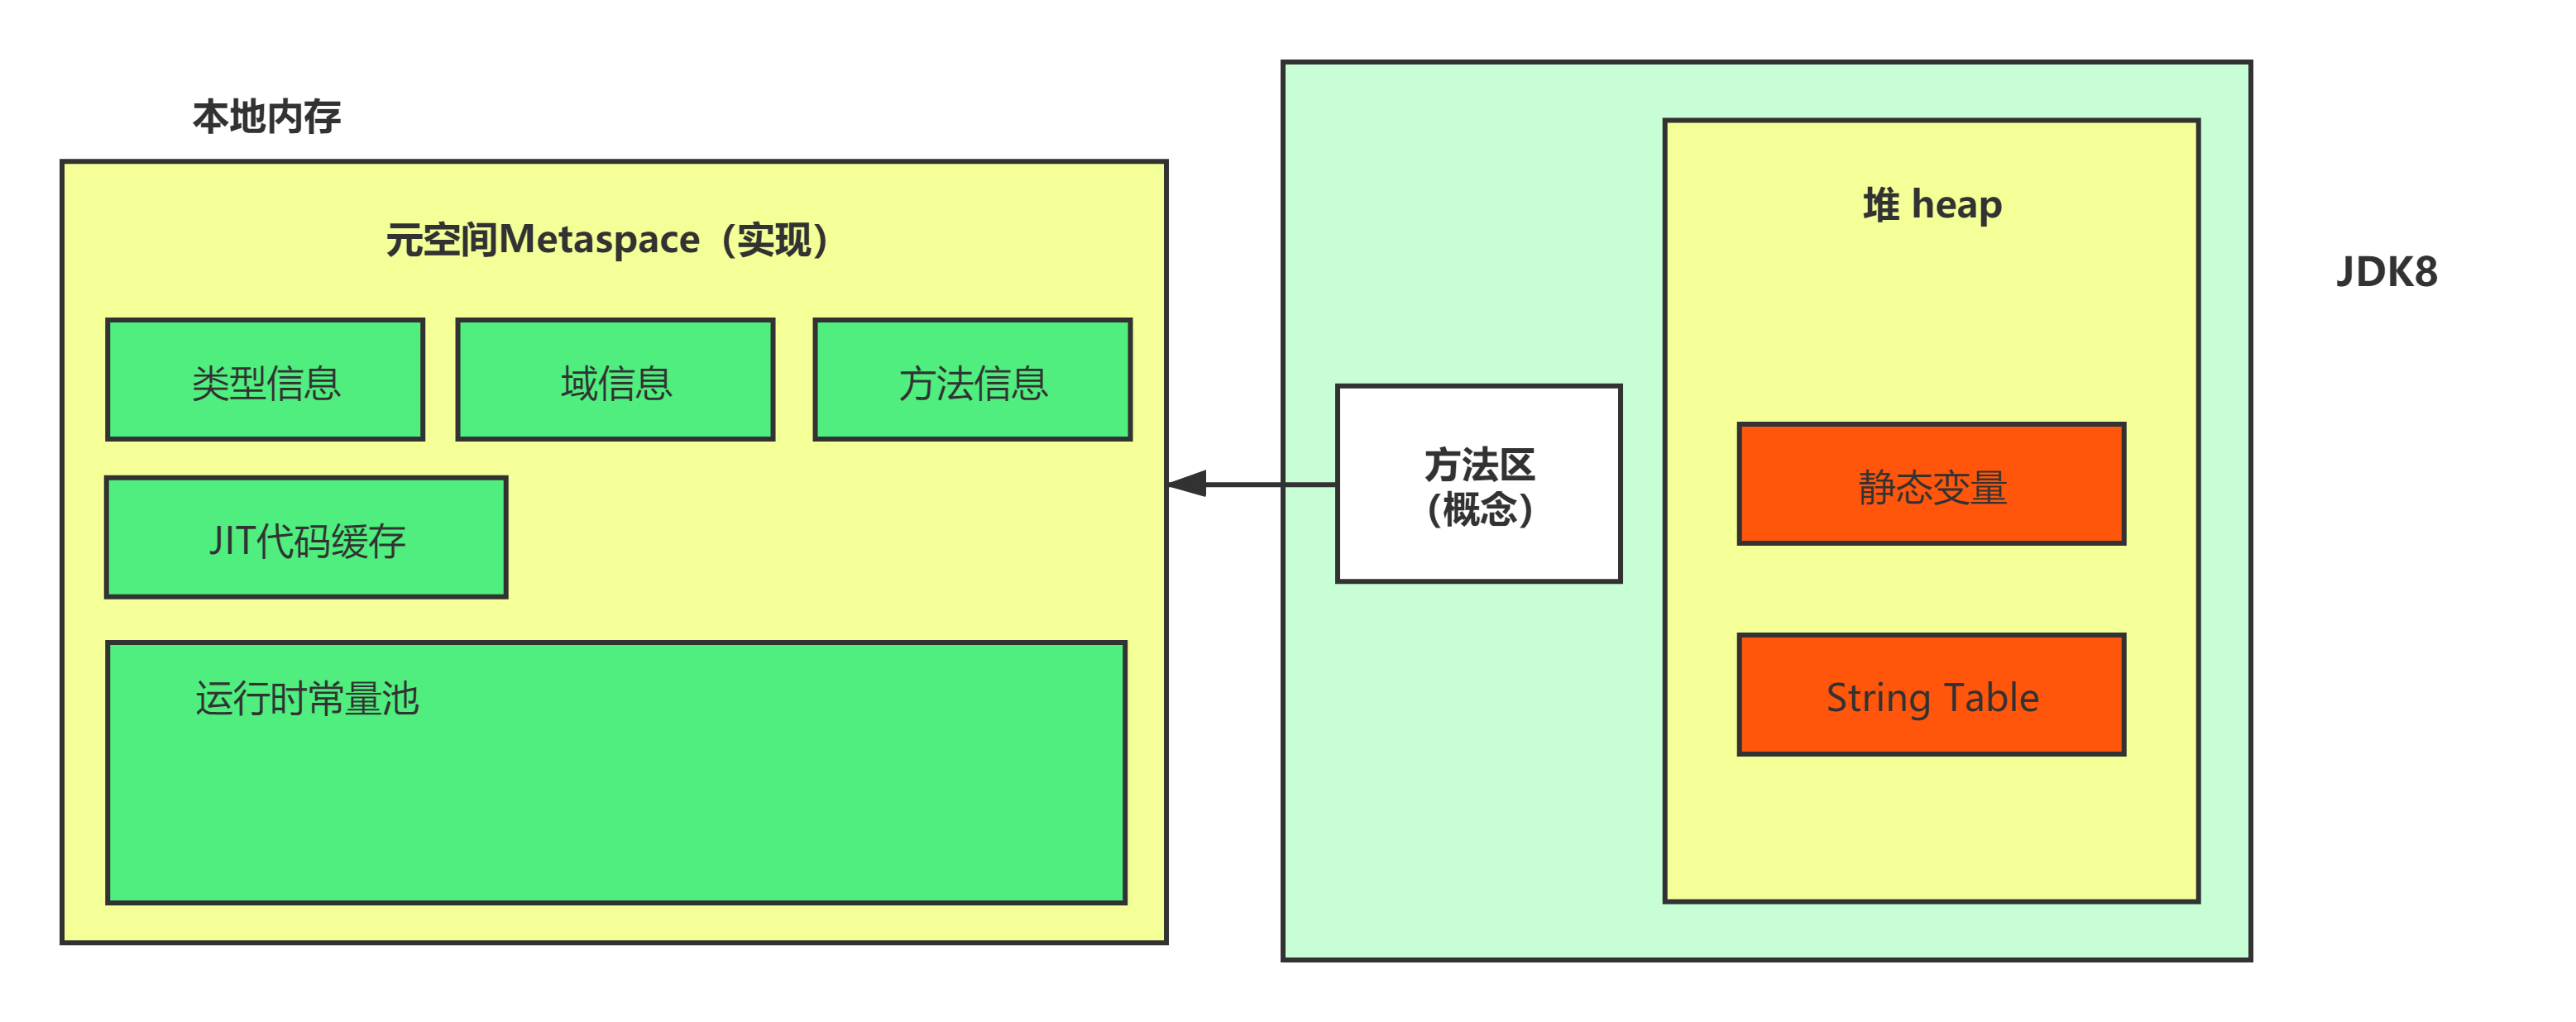 本地内存
元空间Metaspace（实现）
类型信息
域信息
方法信息
JIT代码缓存
运行时常量池
方法区
（概念）
堆 heap
静态变量
String Table
JDK8